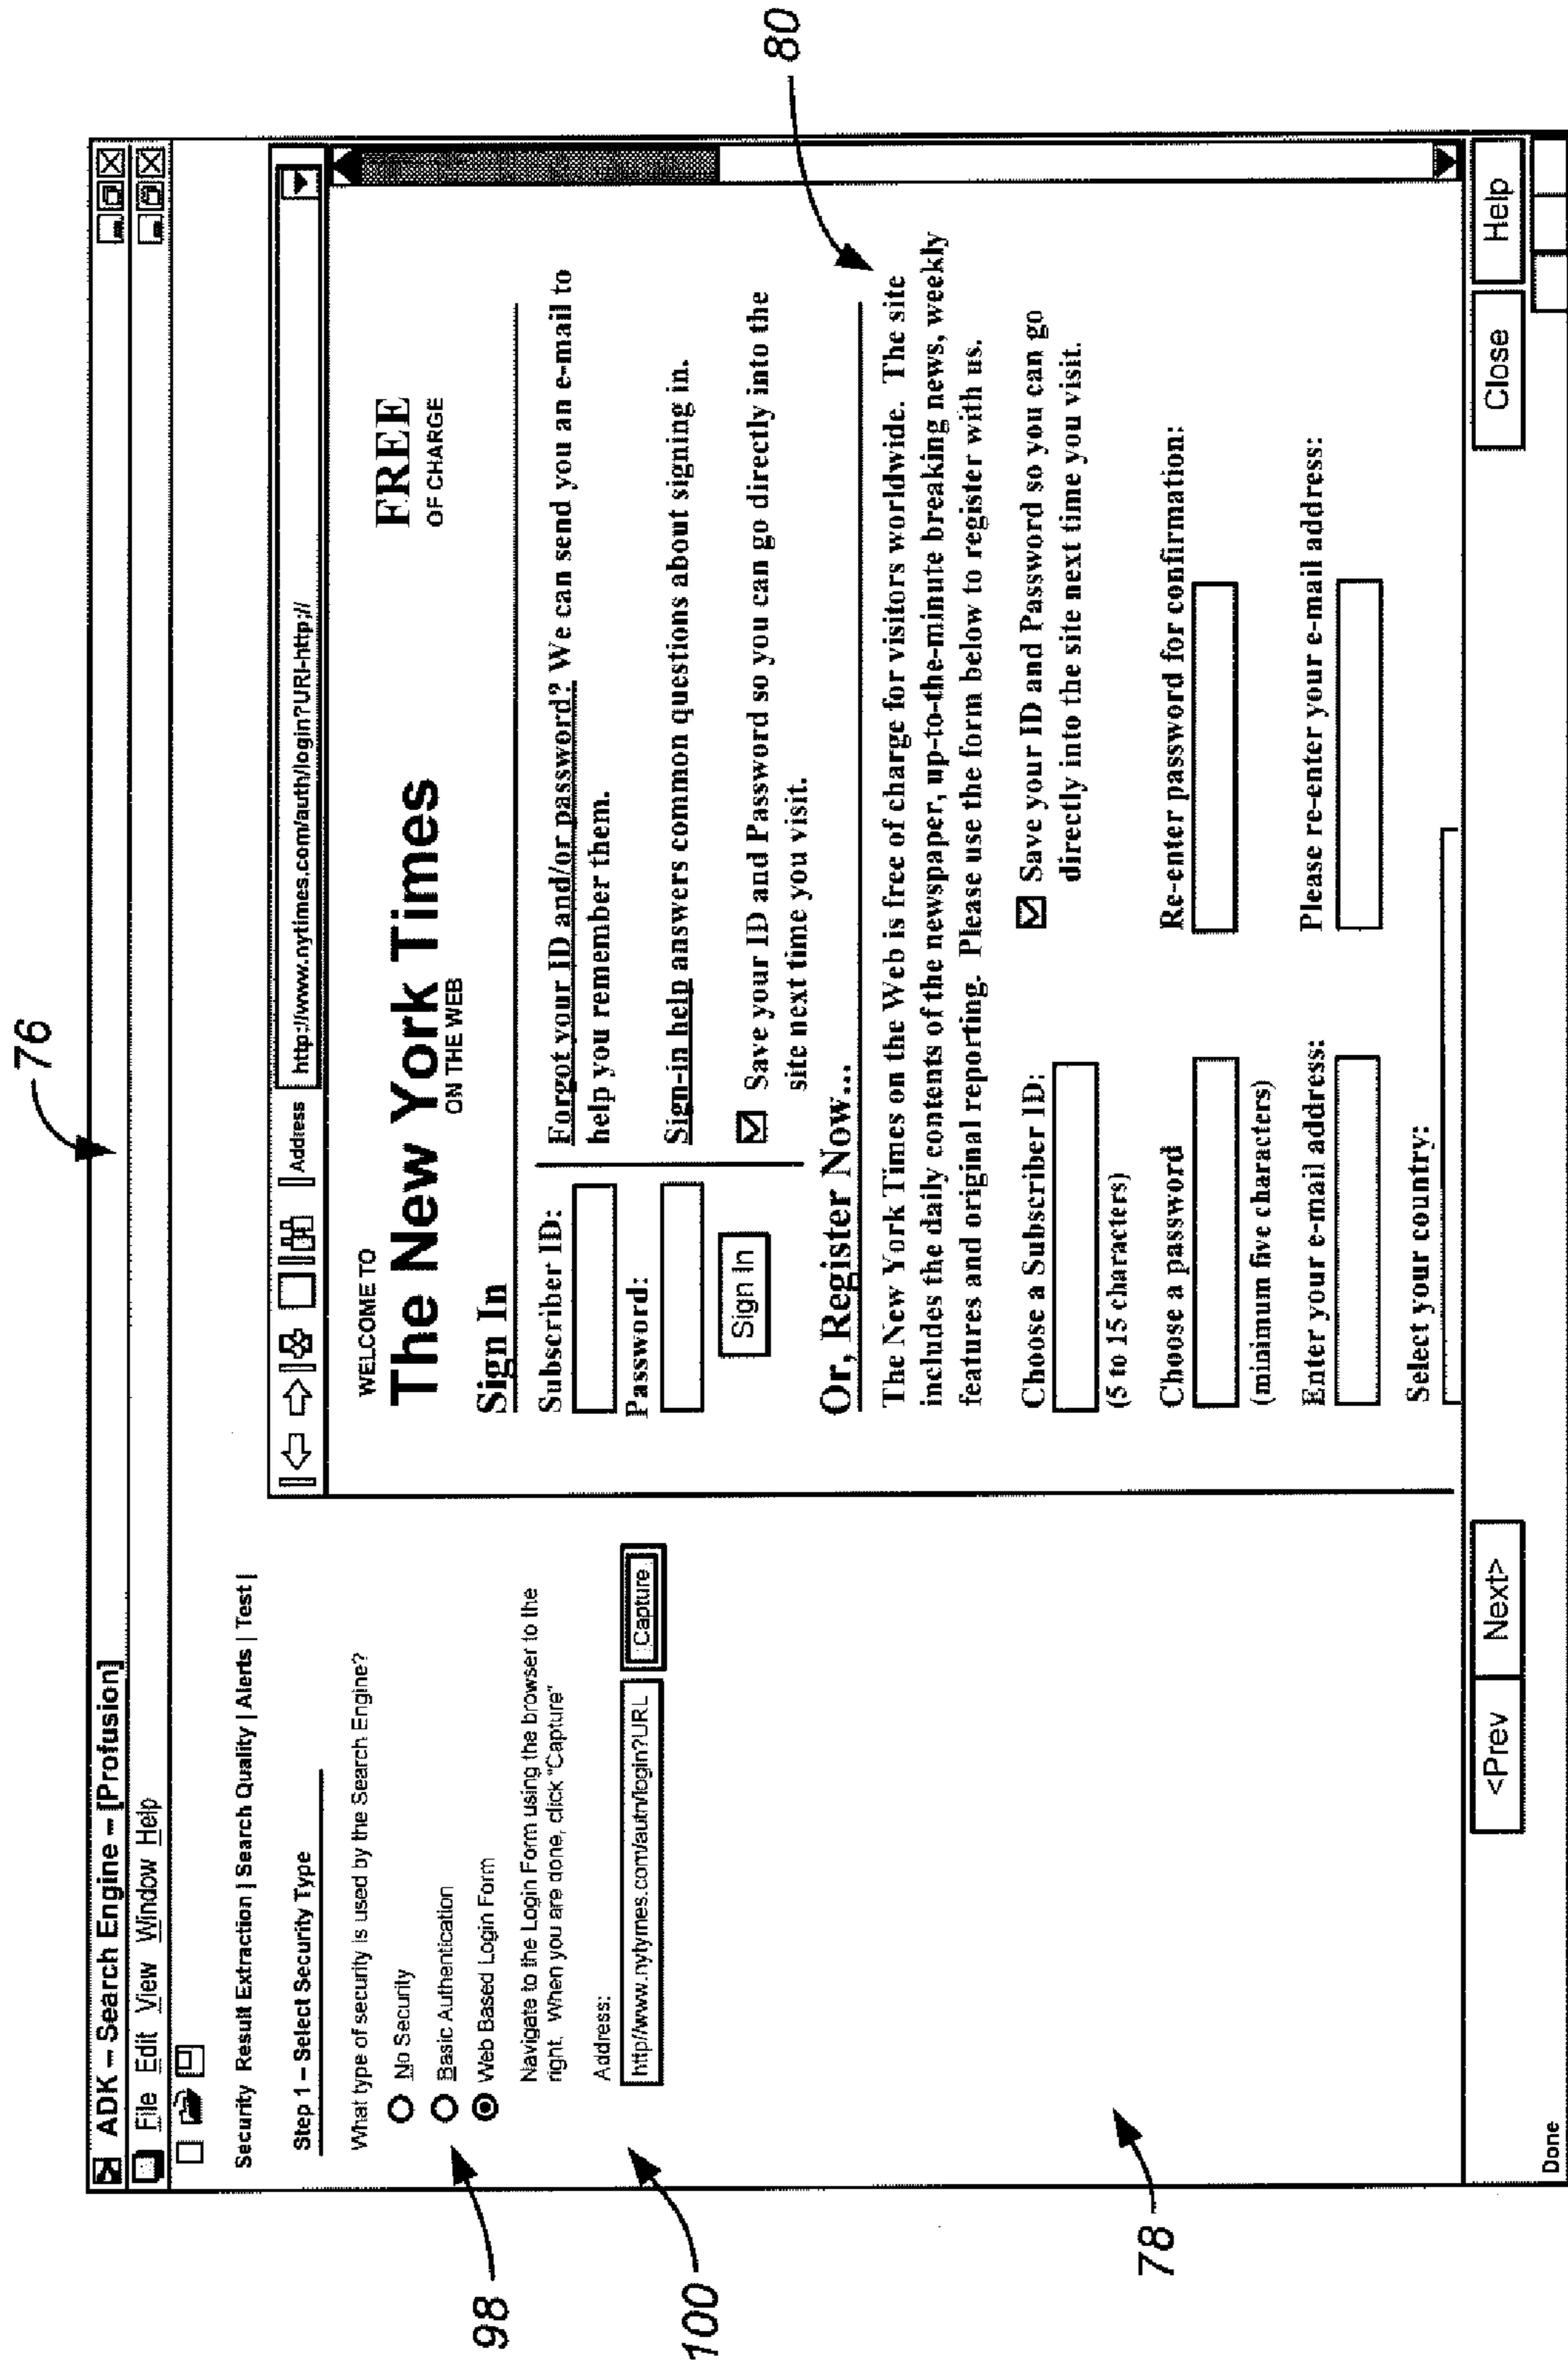 76
ADK – Search Engine – [Profusion]
File Edit View Window Help
Security Result Extraction | Search Quality | Alerts | Test |
Step 1 – Select Security Type
What type of security is used by the Search Engine?
No Security
Basic Authentication
Web Based Login Form
Navigate to the Login Form using the browser to the
right. When you are done, click "Capture"
Address:
http//www.nytymes.com/autn/login?URL
Capture
98
100
78
Address
http://www.nytimes.com/auth/login?URI-http://
WELCOME TO
The New York Times
ON THE WEB
FREE
OF CHARGE
Sign In
Subscriber ID:
Password:
Sign In
Forgot your ID and/or password? We can send you an e-mail to
help you remember them.
Sign-in help answers common questions about signing in.
Save your ID and Password so you can go directly into the
site next time you visit.
Or, Register Now...
80
The New York Times on the Web is free of charge for visitors worldwide. The site
includes the daily contents of the newspaper, up-to-the-minute breaking news, weekly
features and original reporting. Please use the form below to register with us.
Choose a Subscriber ID:
(5 to 15 characters)
Save your ID and Password so you can go
directly into the site next time you visit.
Choose a password
(minimum five characters)
Re-enter password for confirmation:
Enter your e-mail address:
Please re-enter your e-mail address:
Select your country:
<Prev
Next>
Close
Help
Done